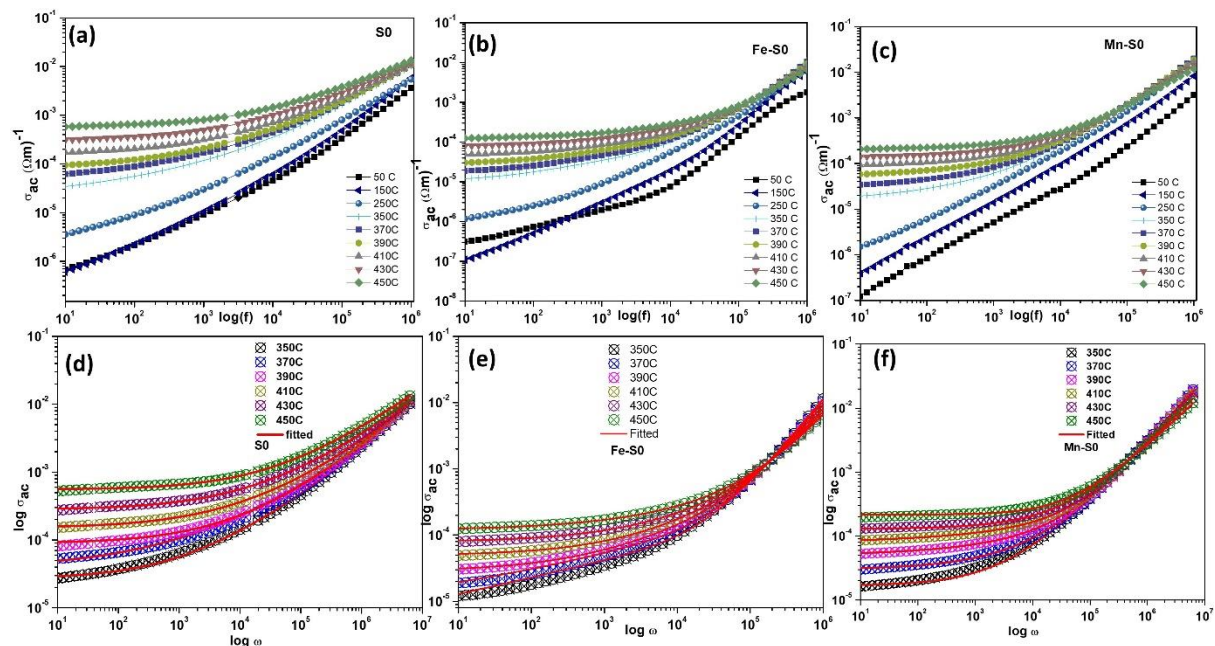 (a)
S0
σac (Ωm)-1
10-1
10-2
10-3
10-4
10-5
10-6
50 C
150C
250C
350C
370C
390C
410C
430C
450C
101 102 103 104 105 106
log(f)
(b)
Fe-S0
σac (Ωm)-1
10-1
10-2
10-3
10-4
10-5
10-6
10-7
10-8
50 C
150C
250 C
350 C
370 C
390 C
410 C
430 C
450 C
101 102 103 104 105 106
log(f)
(c)
Mn-S0
σac (Ωm)-1
10-1
10-2
10-3
10-4
10-5
10-6
10-7
50 C
150C
250 C
350 C
370 C
390 C
410 C
430 C
450 C
101 102 103 104 105 106
log(f)
(d)
350C
370C
390C
410C
430C
450C
fitted
S0
log σac
10-1
10-2
10-3
10-4
10-5
101 102 103 104 105 106 107
log ω
(e)
350C
370C
390C
410C
430C
450C
Fitted
Fe-S0
log σac
10-1
10-2
10-3
10-4
10-5
101 102 103 104 105 106
log ω
(f)
350C
370C
390C
410C
430C
450C
Fitted
Mn-S0
log σac
10-1
10-2
10-3
10-4
10-5
101 102 103 104 105 106 107
log ω